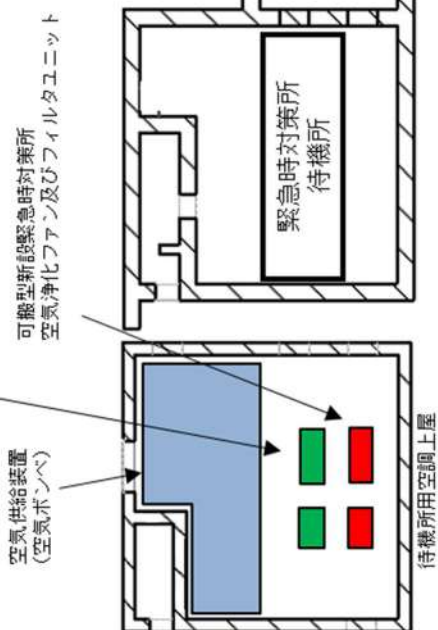 可搬型新設緊急時対策所
空気浄化ファン及びフィルタユニット
空気供給装置
(空気ボンベ)
緊急時対策所
待機所
待機所用空調上屋